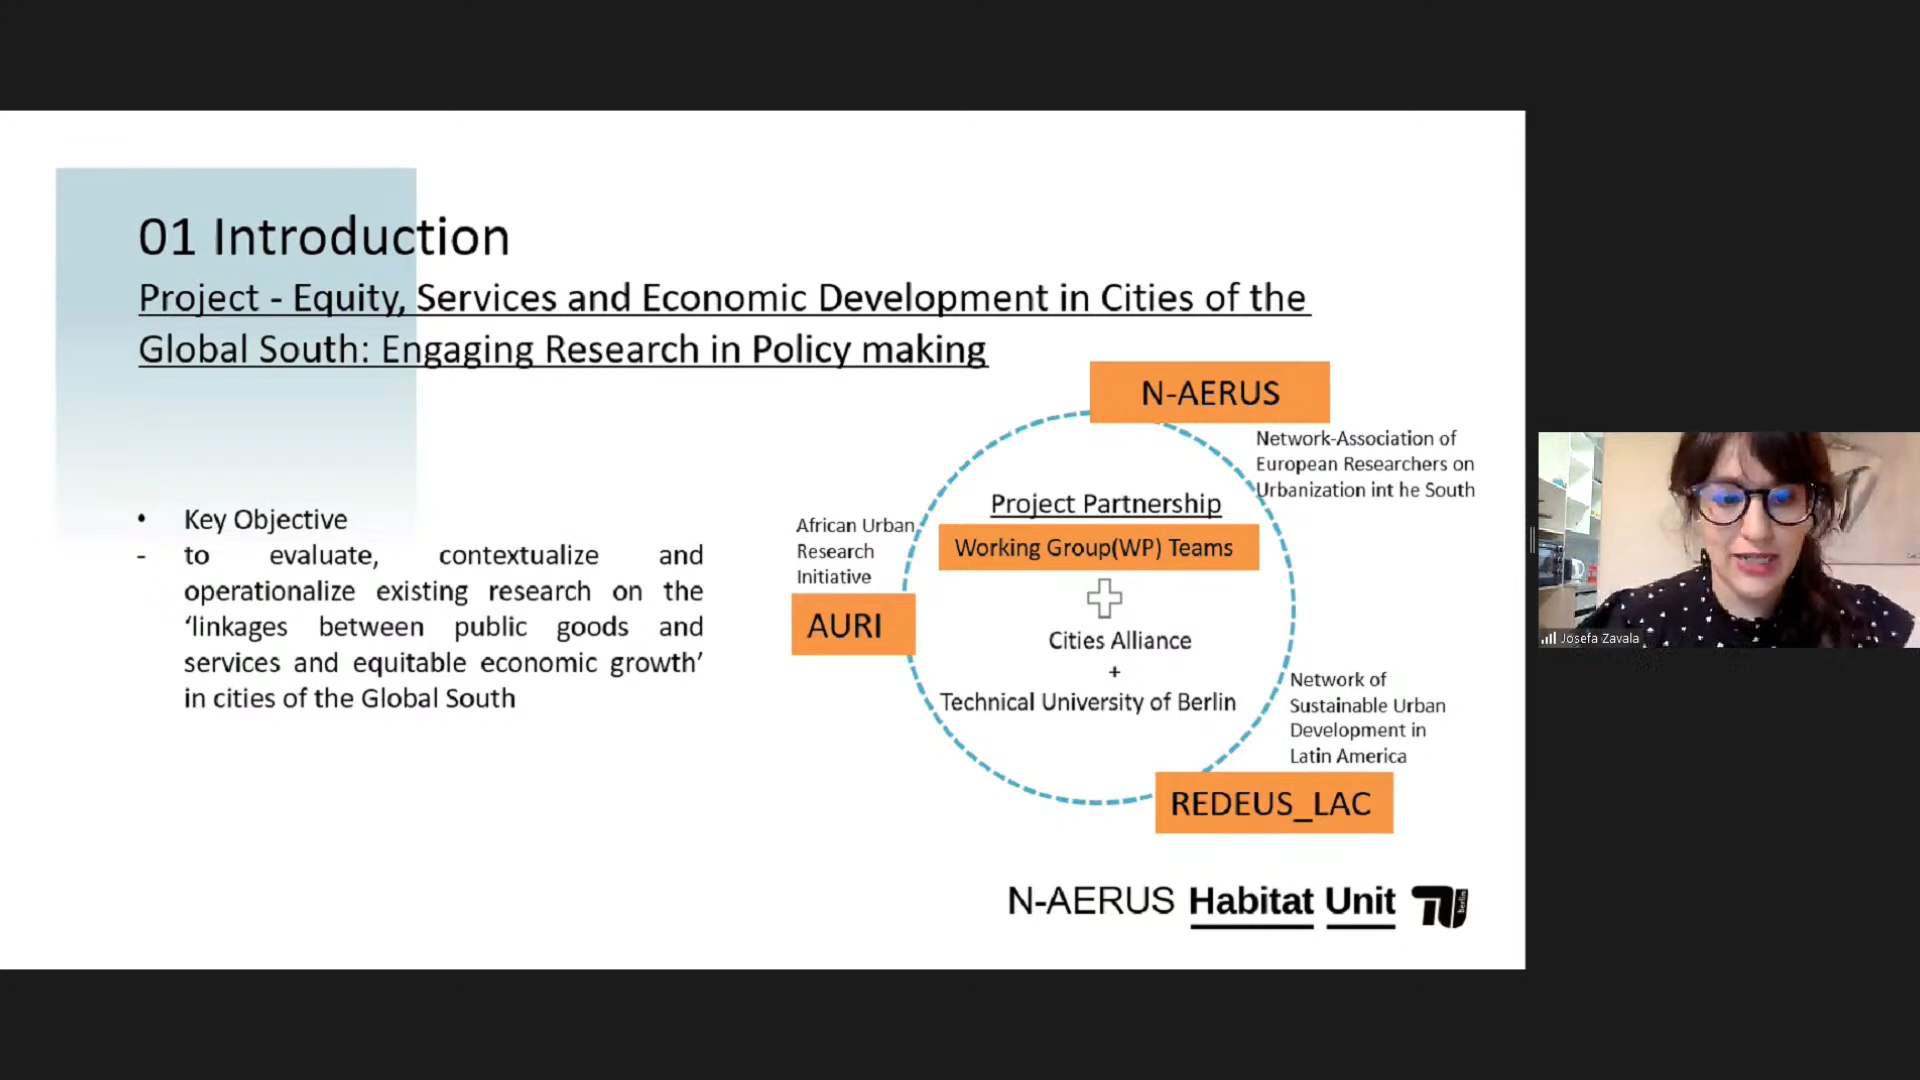 01 Introduction
Project - Equity, Services and Economic Development in Cities of the
Global South: Engaging Research in Policy making
• Key Objective
- to evaluate, contextualize and
operationalize existing research on the
‘linkages between public goods and
services and equitable economic growth’
in cities of the Global South
N-AERUS
Network-Association of
European Researchers on
Urbanization int he South
Project Partnership
Working Group(WP) Teams
Cities Alliance
+
Technical University of Berlin
African Urban
Research
Initiative
AURI
Network of
Sustainable Urban
Development in
Latin America
REDEUS_LAC
N-AERUS Habitat Unit
berlin
Josefa Zavala